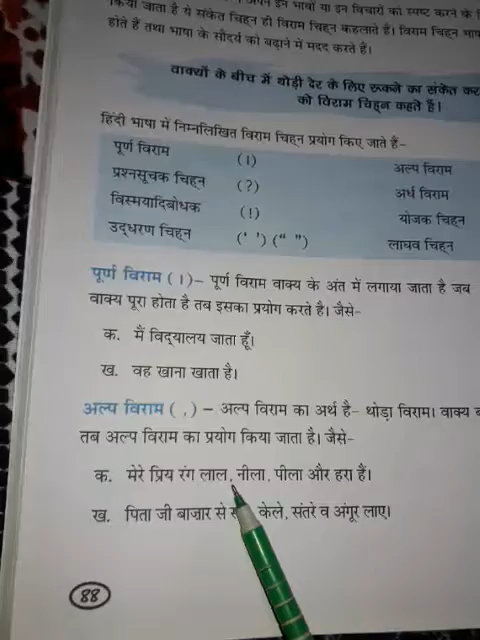 किया जाता है ये संकेत चिह्न ही विराम चिह्न कहलाते हैं। विराम चिह्न
होते हैं तथा भाषा के सौंदर्य को बढ़ाने में मदद करते हैं।
वाक्यों के बीच में थोड़ी देर के लिए रुकने का संकेत
को विराम चिह्न कहते हैं।
हिंदी भाषा में निम्नलिखित विराम चिह्न प्रयोग किए जाते हैं-
पूर्ण विराम (।) अल्प विराम
प्रश्नसूचक चिह्न (?) अर्ध विराम
विस्मयादिबोधक (!) योजक चिह्न
उद्धरण चिह्न (‘ ’) (“ ”) लाघव चिह्न
पूर्ण विराम (।)- पूर्ण विराम वाक्य के अंत में लगाया जाता है जब
वाक्य पूरा होता है तब इसका प्रयोग करते हैं। जैसे-
क. मैं विद्यालय जाता हूँ।
ख. वह खाना खाता है।
अल्प विराम (,) – अल्प विराम का अर्थ है- थोड़ा विराम। वाक्य
तब अल्प विराम का प्रयोग किया जाता है। जैसे-
क. मेरे प्रिय रंग लाल, नीला, पीला और हरा हैं।
ख. पिता जी बाजार से केले, संतरे व अंगूर लाए।
88